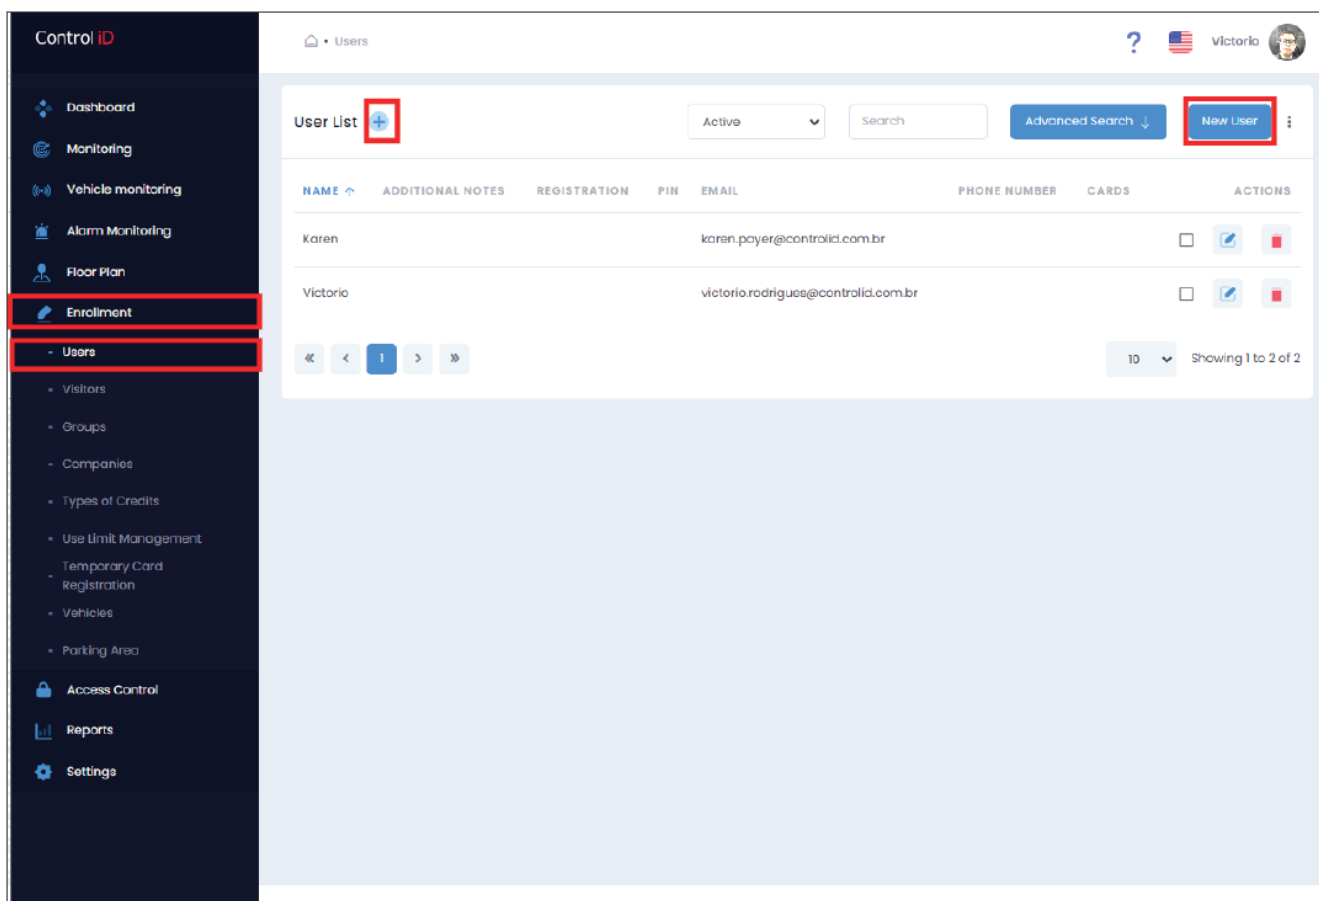 Control iD
Users
?
Victorio
Dashboard
Monitoring
Vehicle monitoring
Alarm Monitoring
Floor Plan
Enrollment
- Users
Visitors
Groups
Companies
Types of Credits
Use Limit Management
Temporary Card
Registration
Vehicles
Parking Area
Access Control
Reports
Settings
User List + Active Search Advanced Search ↓ New User
NAME ↑ ADDITIONAL NOTES REGISTRATION PIN EMAIL PHONE NUMBER CARDS ACTIONS
Karen karen.payer@controlid.com.br
Victorio victorio.rodrigues@controlid.com.br
« < 1 > » 10 Showing 1 to 2 of 2